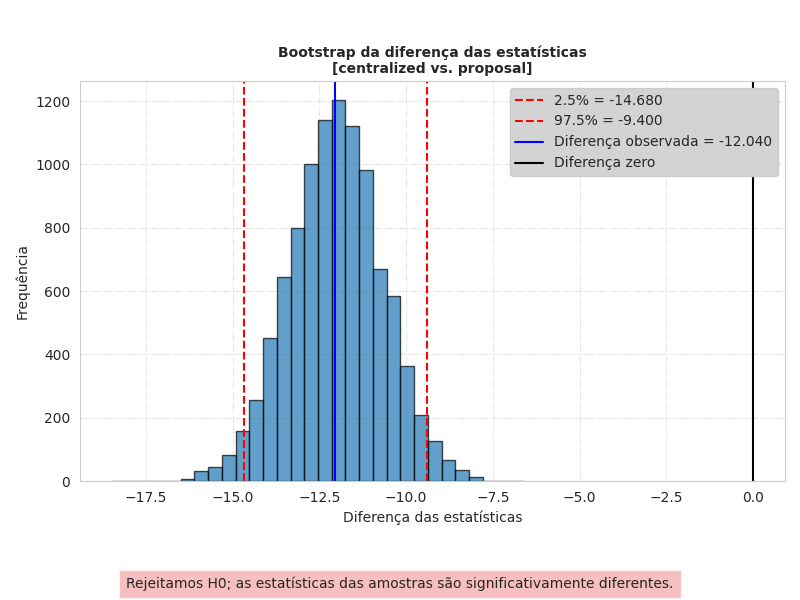 Bootstrap da diferença das estatísticas
[centralized vs. proposal]
2.5% = -14.680
97.5% = -9.400
Diferença observada = -12.040
Diferença zero
Frequência
1200
1000
800
600
400
200
0
−17.5 −15.0 −12.5 −10.0 −7.5 −5.0 −2.5 0.0
Diferença das estatísticas
Rejeitamos H0; as estatísticas das amostras são significativamente diferentes.